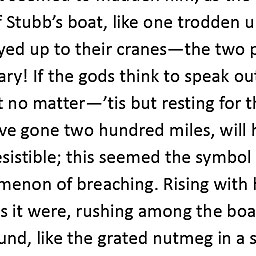 f Stubb's boat, like one trodden u
yed up to their cranes—the two p
ary! If the gods think to speak out
t no matter—'tis but resting for th
ve gone two hundred miles, will h
esistible; this seemed the symbol
menon of breaching. Rising with h
s it were, rushing among the boa
und, like the grated nutmeg in a s